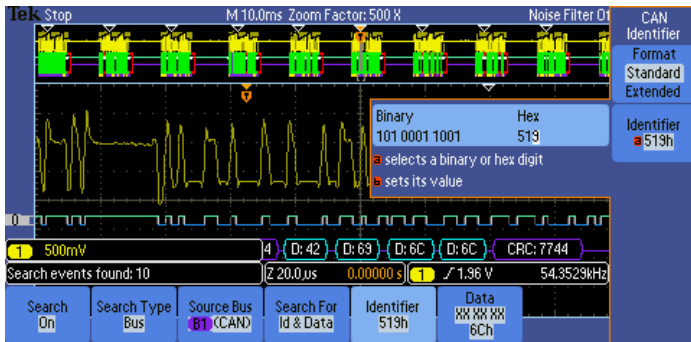 Tek Stop M 10.0ms Zoom Factor: 500 X Noise Filter Of
CAN
Identifier
Format
Standard
Extended
Identifier
a 519h
T
T
Binary Hex
101 0001 1001 519
a selects a binary or hex digit
b sets its value
0
1 500mV
4 D: 42 D: 69 D: 6C D: 6C CRC: 7744
Search events found: 10 Z 20.0µs 0.00000 s 1 1.96 V 54.3529kHz
Search
On
Search Type
Bus
Source Bus
B1 (CAN)
Search For
Id & Data
Identifier
519h
Data
XX XX XX
XX XX XX
6Ch